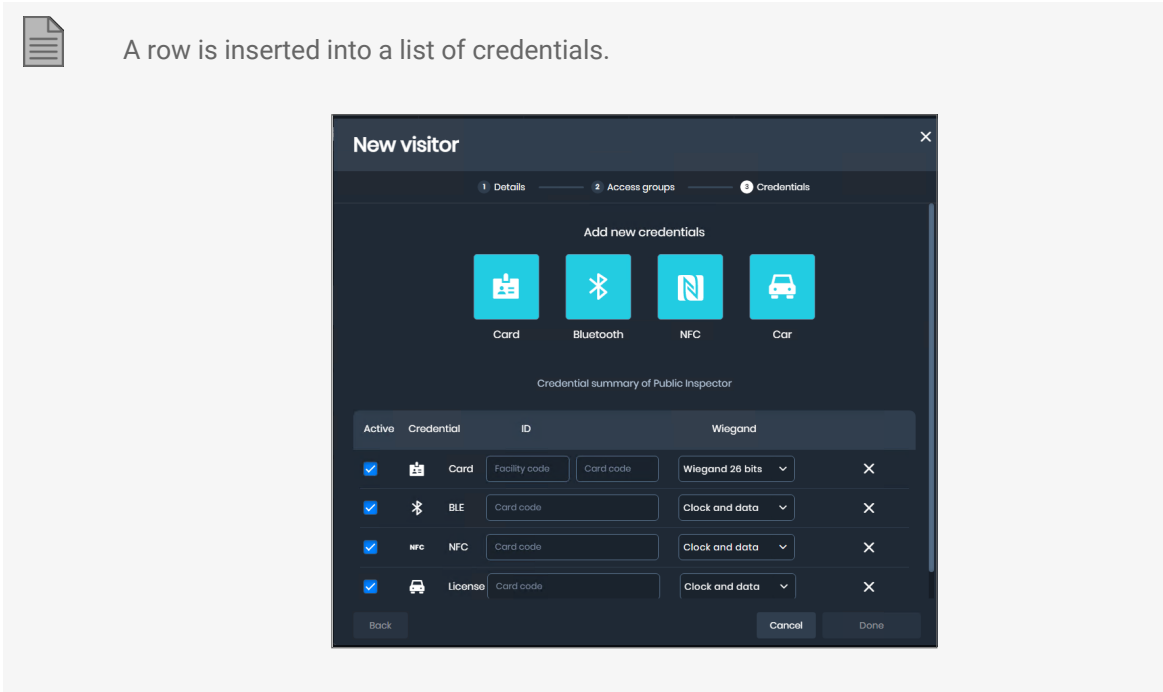 A row is inserted into a list of credentials.
New visitor
1 Details 2 Access groups 3 Credentials
Add new credentials
Card Bluetooth NFC Car
Credential summary of Public Inspector
Active Credential ID Wiegand
Card Facility code Card code Wiegand 26 bits
BLE Card code Clock and data
NFC NFC Card code Clock and data
License Card code Clock and data
Back Cancel Done